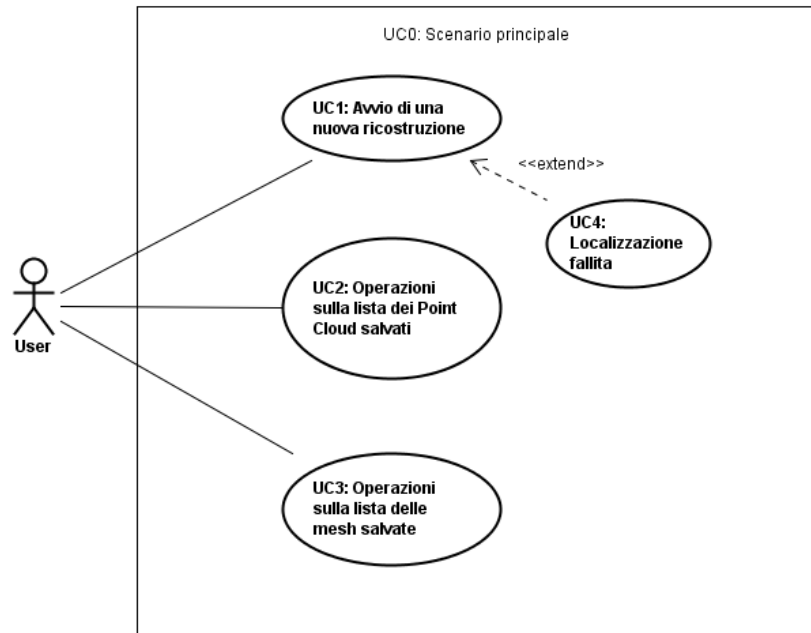 UC0: Scenario principale
UC1: Avvio di una
nuova ricostruzione
<<extend>>
UC4:
Localizzazione
fallita
UC2: Operazioni
sulla lista dei Point
Cloud salvati
User
UC3: Operazioni
sulla lista delle
mesh salvate